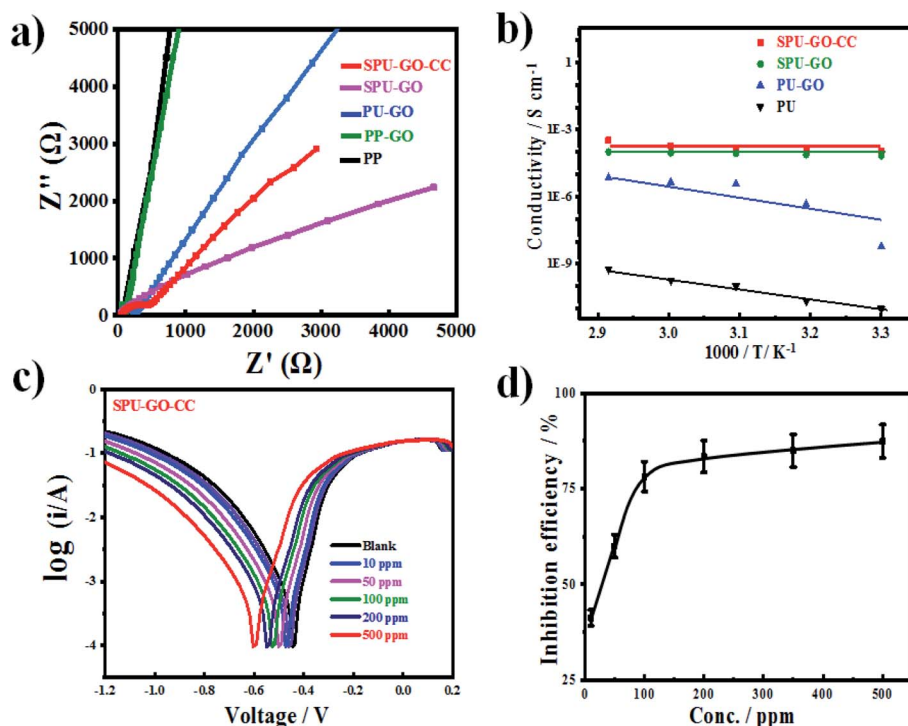 a)
5000
4000
3000
2000
1000
0
Z'' (Ω)
SPU-GO-CC
SPU-GO
PU-GO
PP-GO
PP
0 1000 2000 3000 4000 5000
Z' (Ω)
b)
SPU-GO-CC
SPU-GO
PU-GO
PU
1
1E-3
1E-6
1E-9
Conductivity / S cm⁻¹
2.9 3.0 3.1 3.2 3.3
1000 / T/ K⁻¹
c)
SPU-GO-CC
0
-1
-2
-3
-4
log (i/A)
Blank
10 ppm
50 ppm
100 ppm
200 ppm
500 ppm
-1.2 -1.0 -0.8 -0.6 -0.4 -0.2 0.0 0.2
Voltage / V
d)
100
75
50
25
Inhibition efficiency / %
0 100 200 300 400 500
Conc. / ppm